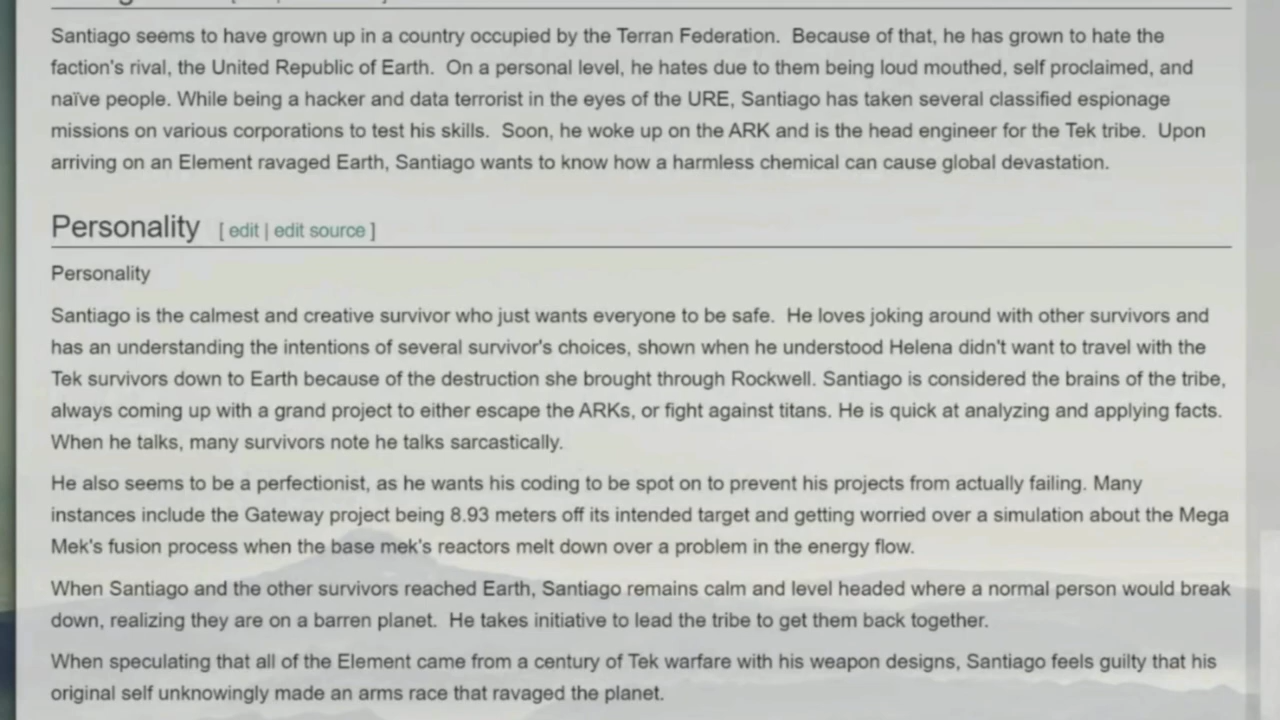 Santiago seems to have grown up in a country occupied by the Terran Federation.  Because of that, he has grown to hate the
faction's rival, the United Republic of Earth.  On a personal level, he hates due to them being loud mouthed, self proclaimed, and
naïve people. While being a hacker and data terrorist in the eyes of the URE, Santiago has taken several classified espionage
missions on various corporations to test his skills.  Soon, he woke up on the ARK and is the head engineer for the Tek tribe.  Upon
arriving on an Element ravaged Earth, Santiago wants to know how a harmless chemical can cause global devastation.
Personality [ edit | edit source ]
Personality
Santiago is the calmest and creative survivor who just wants everyone to be safe.  He loves joking around with other survivors and
has an understanding the intentions of several survivor's choices, shown when he understood Helena didn't want to travel with the
Tek survivors down to Earth because of the destruction she brought through Rockwell. Santiago is considered the brains of the tribe,
always coming up with a grand project to either escape the ARKs, or fight against titans. He is quick at analyzing and applying facts.
When he talks, many survivors note he talks sarcastically.
He also seems to be a perfectionist, as he wants his coding to be spot on to prevent his projects from actually failing. Many
instances include the Gateway project being 8.93 meters off its intended target and getting worried over a simulation about the Mega
Mek's fusion process when the base mek's reactors melt down over a problem in the energy flow.
When Santiago and the other survivors reached Earth, Santiago remains calm and level headed where a normal person would break
down, realizing they are on a barren planet.  He takes initiative to lead the tribe to get them back together.
When speculating that all of the Element came from a century of Tek warfare with his weapon designs, Santiago feels guilty that his
original self unknowingly made an arms race that ravaged the planet.